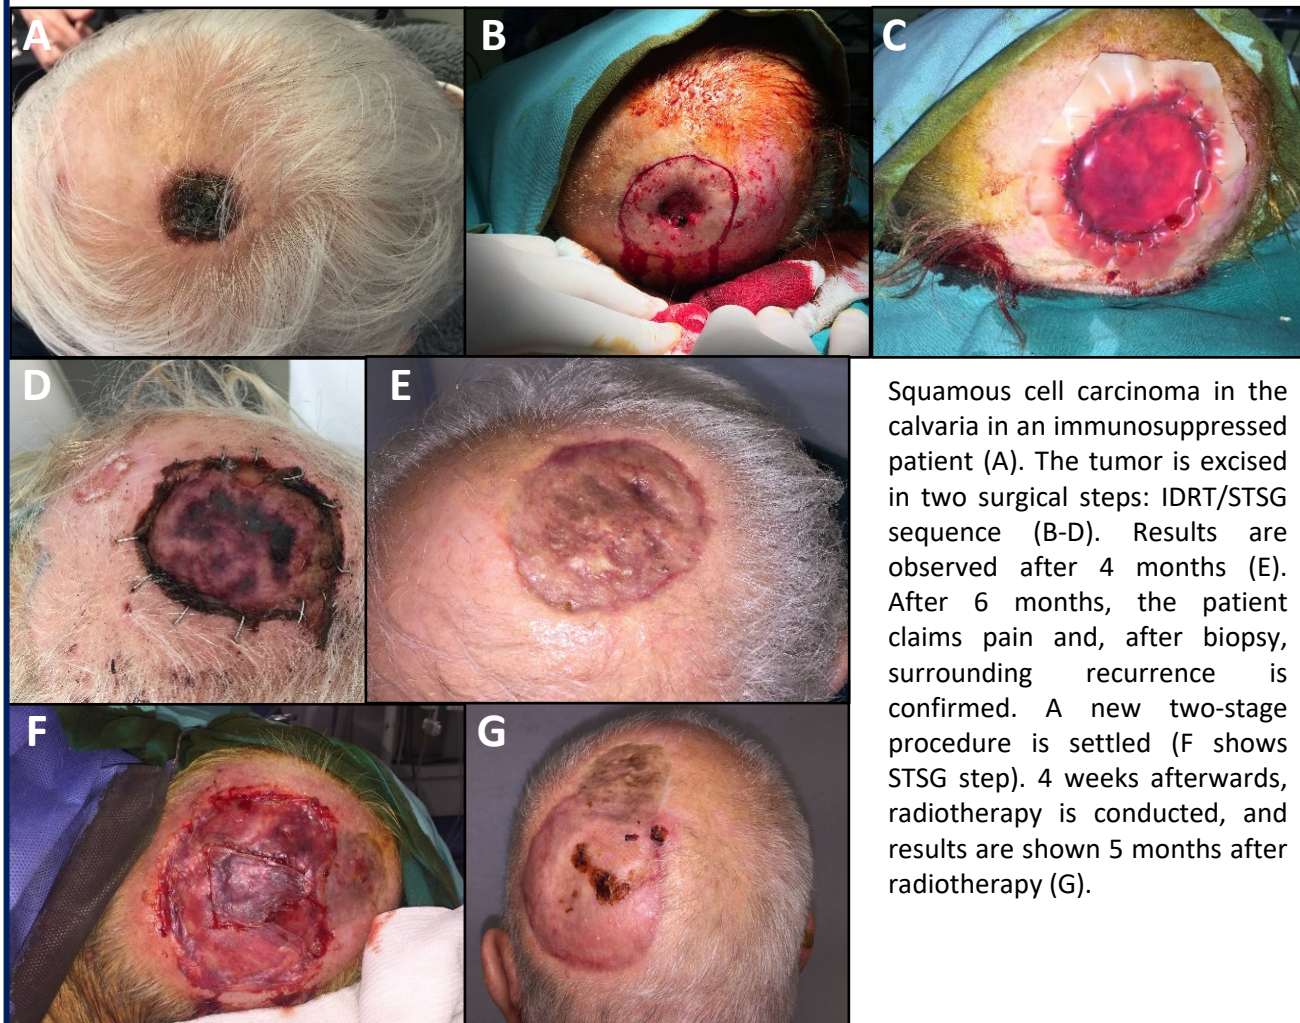 A
B
C
D
E
Squamous cell carcinoma in the
calvaria in an immunosuppressed
patient (A). The tumor is excised
in two surgical steps: IDRT/STSG
sequence (B-D). Results are
observed after 4 months (E).
After 6 months, the patient
claims pain and, after biopsy,
surrounding recurrence is
confirmed. A new two-stage
procedure is settled (F shows
STSG step). 4 weeks afterwards,
radiotherapy is conducted, and
results are shown 5 months after
radiotherapy (G).
F
G